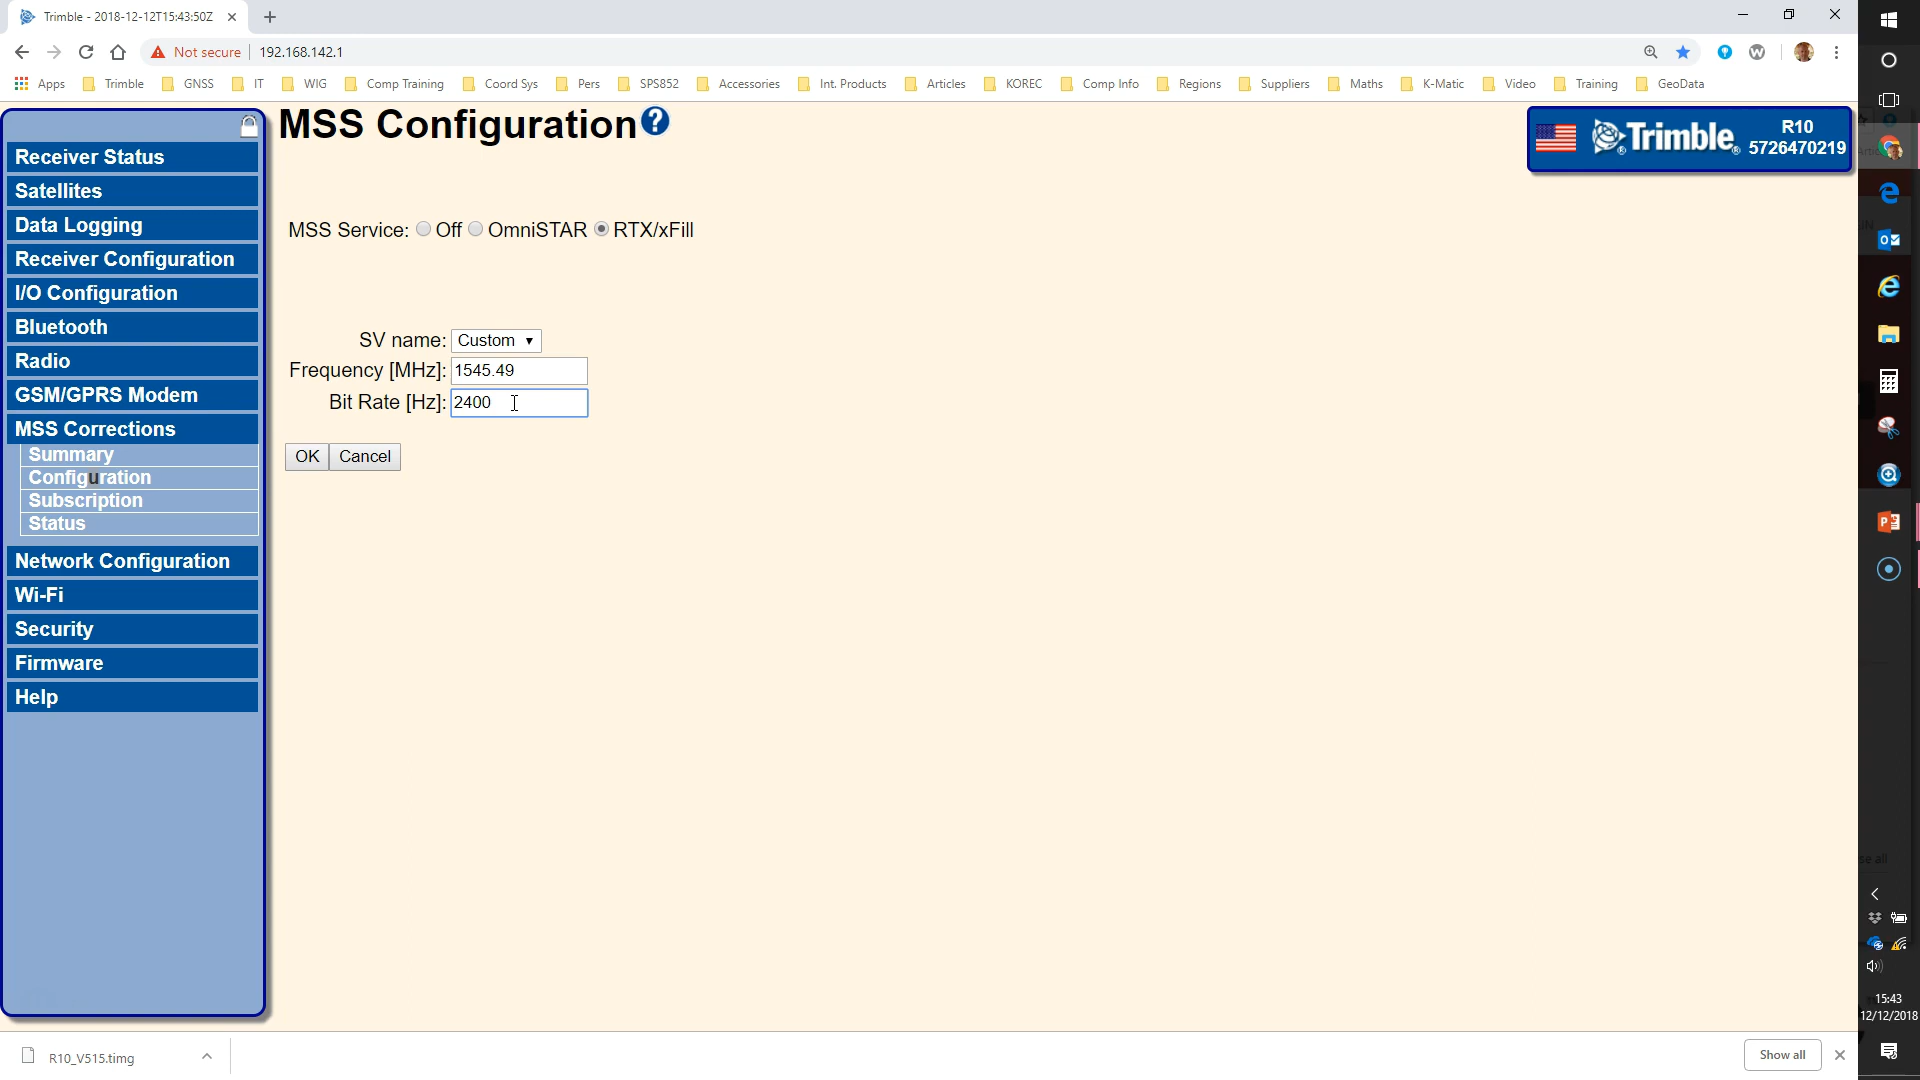 Trimble - 2018-12-12T15:43:50Z
Not secure 192.168.142.1
Apps Trimble GNSS IT WIG Comp Training Coord Sys Pers SPS852 Accessories Int. Products Articles KOREC Comp Info Regions Suppliers Maths K-Matic Video Training GeoData
MSS Configuration
Trimble R10
5726470219
Receiver Status
Satellites
Data Logging
Receiver Configuration
I/O Configuration
Bluetooth
Radio
GSM/GPRS Modem
MSS Corrections
Summary
Configuration
Subscription
Status
Network Configuration
Wi-Fi
Security
Firmware
Help
MSS Service: Off OmniSTAR RTX/xFill
SV name: Custom
Frequency [MHz]: 1545.49
Bit Rate [Hz]: 2400
OK Cancel
R10_V515.timg
Show all
15:43
12/12/2018